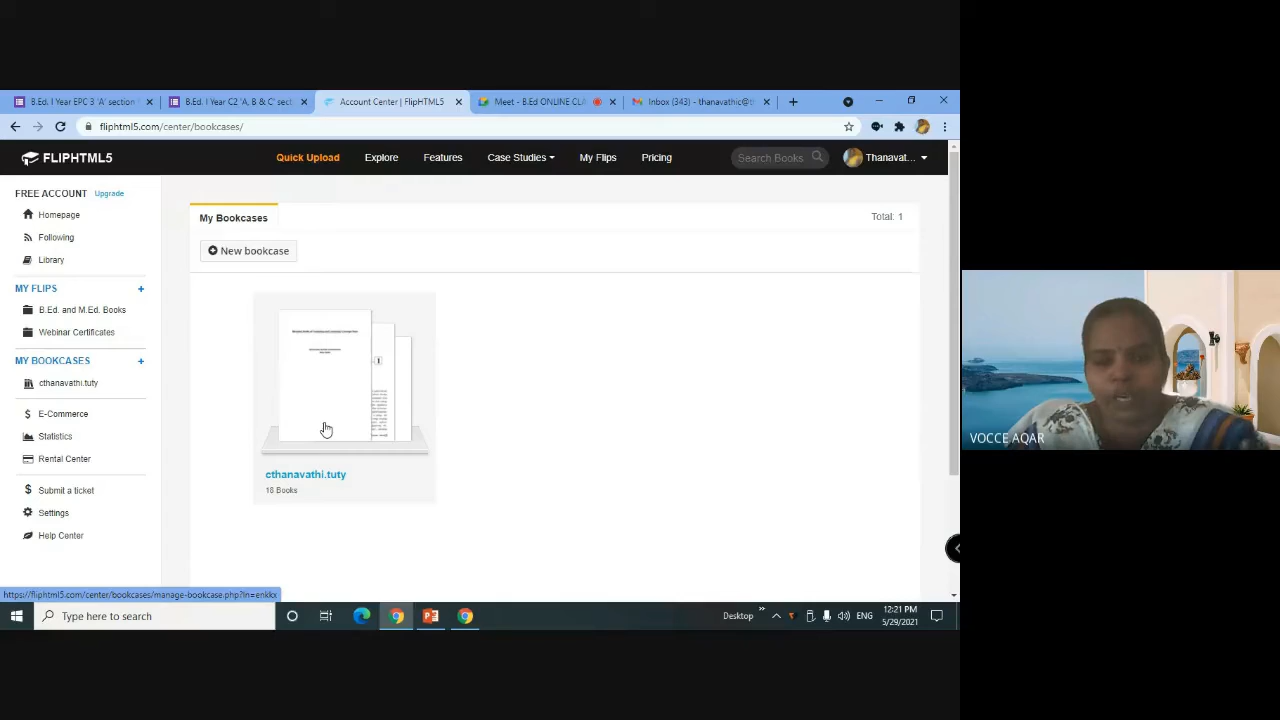 B.Ed. I Year EPC 3 'A' section
B.Ed. I Year C2 'A, B & C' sect
Account Center | FlipHTML5
Meet - B.Ed ONLINE CLA
Inbox (343) - thanavathic@
fliphtml5.com/center/bookcases/
FLIPHTML5
Quick Upload
Explore
Features
Case Studies
My Flips
Pricing
Search Books
Thanavat...
FREE ACCOUNT Upgrade
Homepage
Following
Library
MY FLIPS +
B.Ed. and M.Ed. Books
Webinar Certificates
MY BOOKCASES +
cthanavathi.tuty
E-Commerce
Statistics
Rental Center
Submit a ticket
Settings
Help Center
My Bookcases
Total: 1
New bookcase
cthanavathi.tuty
18 Books
VOCCE AQAR
https://fliphtml5.com/center/bookcases/manage-bookcase.php?ln=enkkx
Type here to search
Desktop
ENG
12:21 PM
5/29/2021